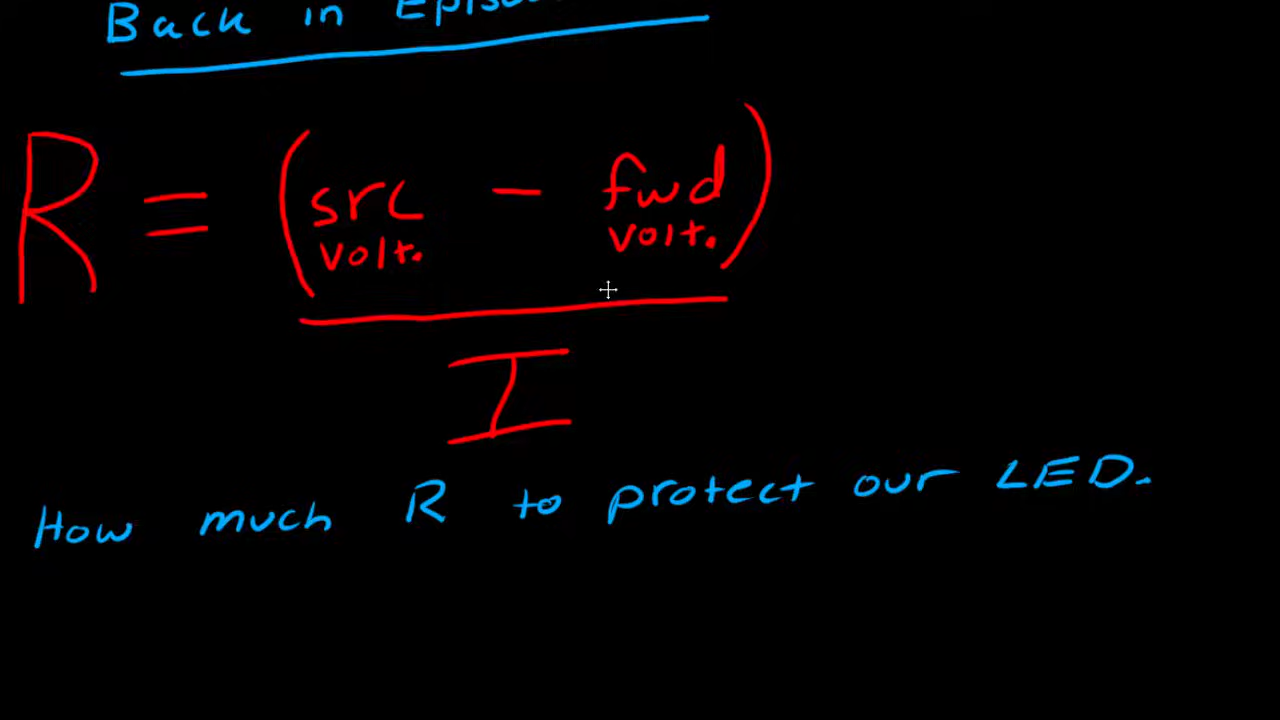 Back in
R = (src volt. - fwd volt.)
I
How much R to protect our LED.